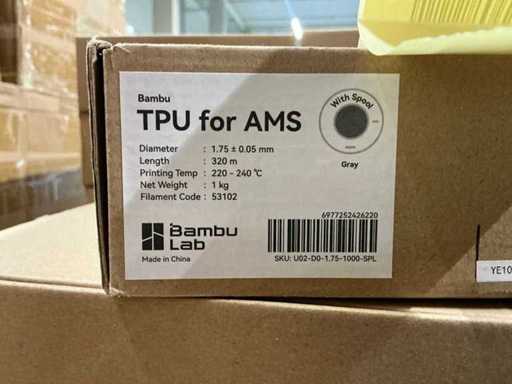 Bambu
TPU for AMS
Diameter : 1.75 ± 0.05 mm
Length : 320 m
Printing Temp : 220 - 240 ℃
Net Weight : 1 kg
Filament Code : 53102
With Spool
Gray
Bambu
Lab
Made in China
6977252426220
SKU: U02-D0-1.75-1000-SPL
YE10